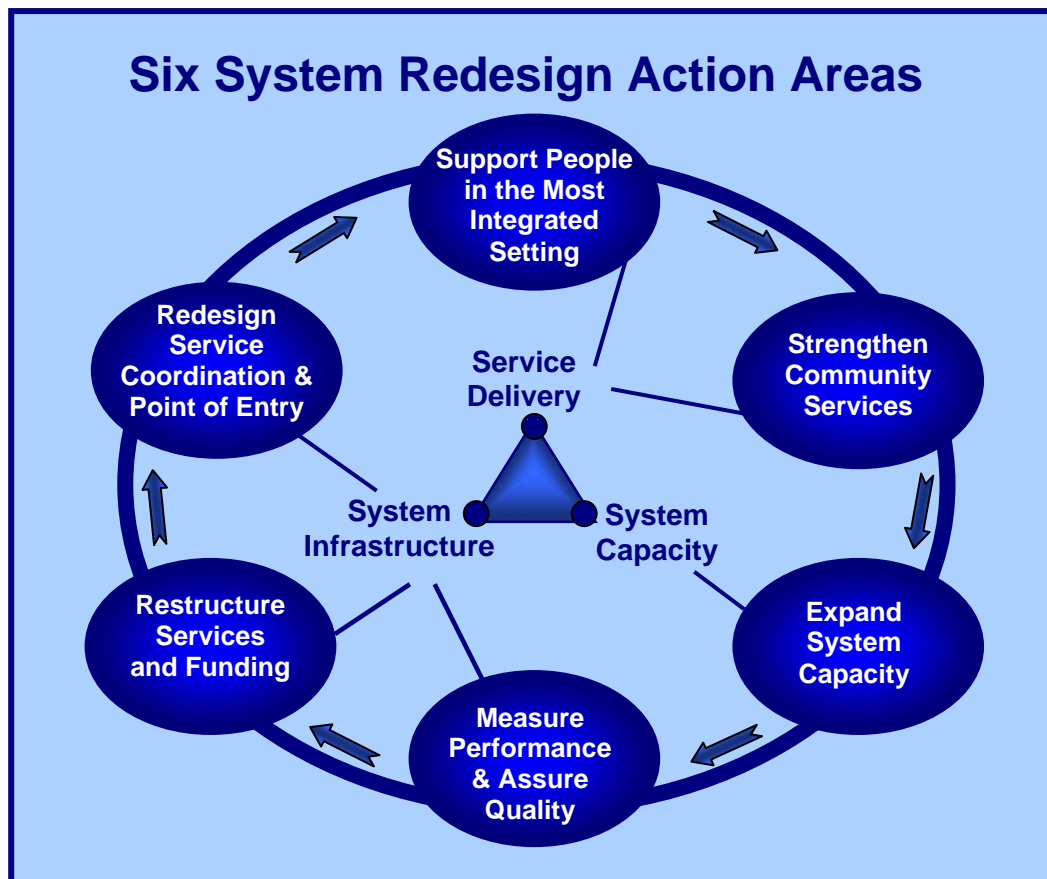 Six System Redesign Action Areas
Support People
in the Most
Integrated
Setting
Redesign
Service
Coordination &
Point of Entry
Strengthen
Community
Services
Service
Delivery
System
Infrastructure
System
Capacity
Restructure
Services
and Funding
Expand
System
Capacity
Measure
Performance
& Assure
Quality